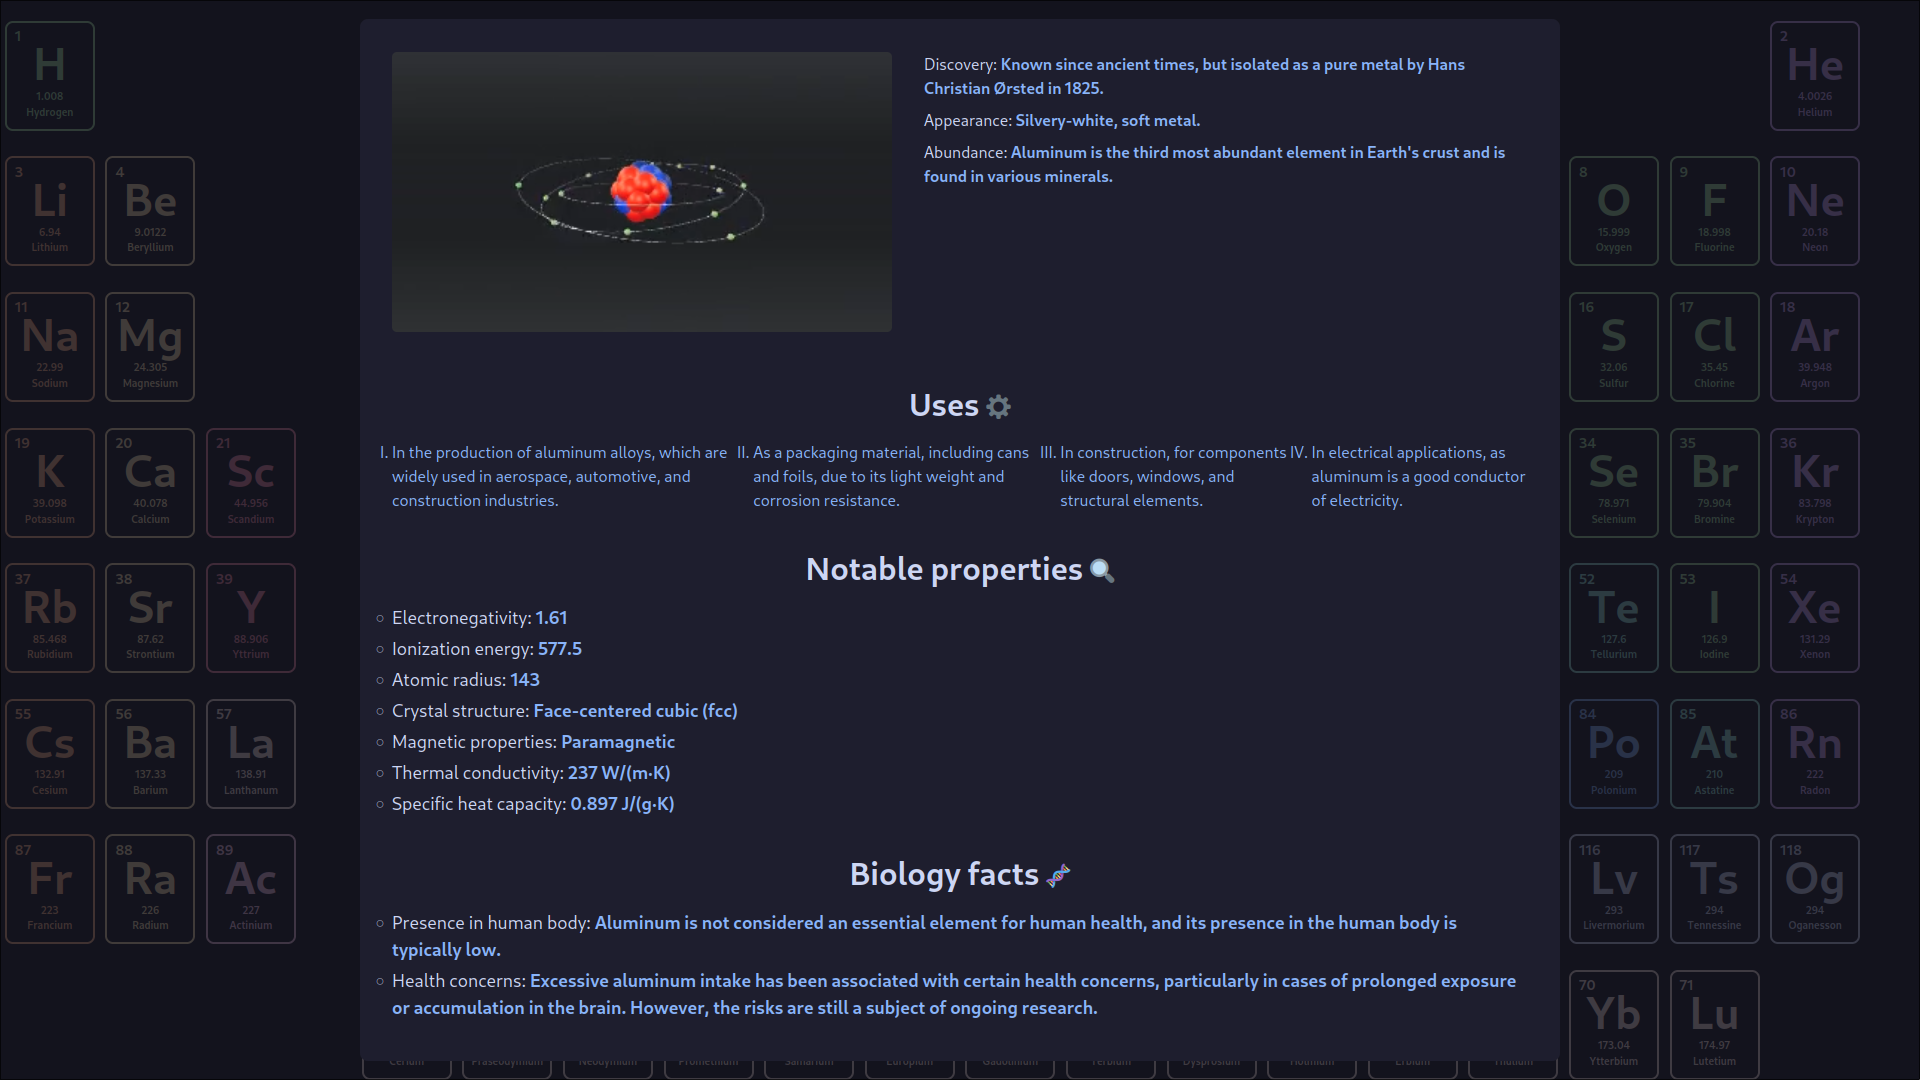 1
H
1.008
Hydrogen
2
He
4.0026
Helium
Discovery: Known since ancient times, but isolated as a pure metal by Hans
Christian Ørsted in 1825.
Appearance: Silvery-white, soft metal.
Abundance: Aluminum is the third most abundant element in Earth's crust and is
found in various minerals.
3
Li
6.94
Lithium
4
Be
9.0122
Beryllium
8
O
15.999
Oxygen
9
F
18.998
Fluorine
10
Ne
20.18
Neon
11
Na
22.99
Sodium
12
Mg
24.305
Magnesium
16
S
32.06
Sulfur
17
Cl
35.45
Chlorine
18
Ar
39.948
Argon
Uses
I. In the production of aluminum alloys, which are
widely used in aerospace, automotive, and
construction industries.
II. As a packaging material, including cans
and foils, due to its light weight and
corrosion resistance.
III. In construction, for components
like doors, windows, and
structural elements.
IV. In electrical applications, as
aluminum is a good conductor
of electricity.
19
K
39.098
Potassium
20
Ca
40.078
Calcium
21
Sc
44.956
Scandium
34
Se
78.971
Selenium
35
Br
79.904
Bromine
36
Kr
83.798
Krypton
Notable properties
Electronegativity: 1.61
Ionization energy: 577.5
Atomic radius: 143
Crystal structure: Face-centered cubic (fcc)
Magnetic properties: Paramagnetic
Thermal conductivity: 237 W/(m·K)
Specific heat capacity: 0.897 J/(g·K)
37
Rb
85.468
Rubidium
38
Sr
87.62
Strontium
39
Y
88.906
Yttrium
52
Te
127.6
Tellurium
53
I
126.9
Iodine
54
Xe
131.29
Xenon
55
Cs
132.91
Cesium
56
Ba
137.33
Barium
57
La
138.91
Lanthanum
84
Po
209
Polonium
85
At
210
Astatine
86
Rn
222
Radon
Biology facts
Presence in human body: Aluminum is not considered an essential element for human health, and its presence in the human body is
typically low.
Health concerns: Excessive aluminum intake has been associated with certain health concerns, particularly in cases of prolonged exposure
or accumulation in the brain. However, the risks are still a subject of ongoing research.
87
Fr
223
Francium
88
Ra
226
Radium
89
Ac
227
Actinium
116
Lv
293
Livermorium
117
Ts
294
Tennessine
118
Og
294
Oganesson
70
Yb
173.04
Ytterbium
71
Lu
174.97
Lutetium
Cerium Praseodymium Neodymium Promethium Samarium Europium Gadolinium Terbium Dysprosium Holmium Erbium Thulium